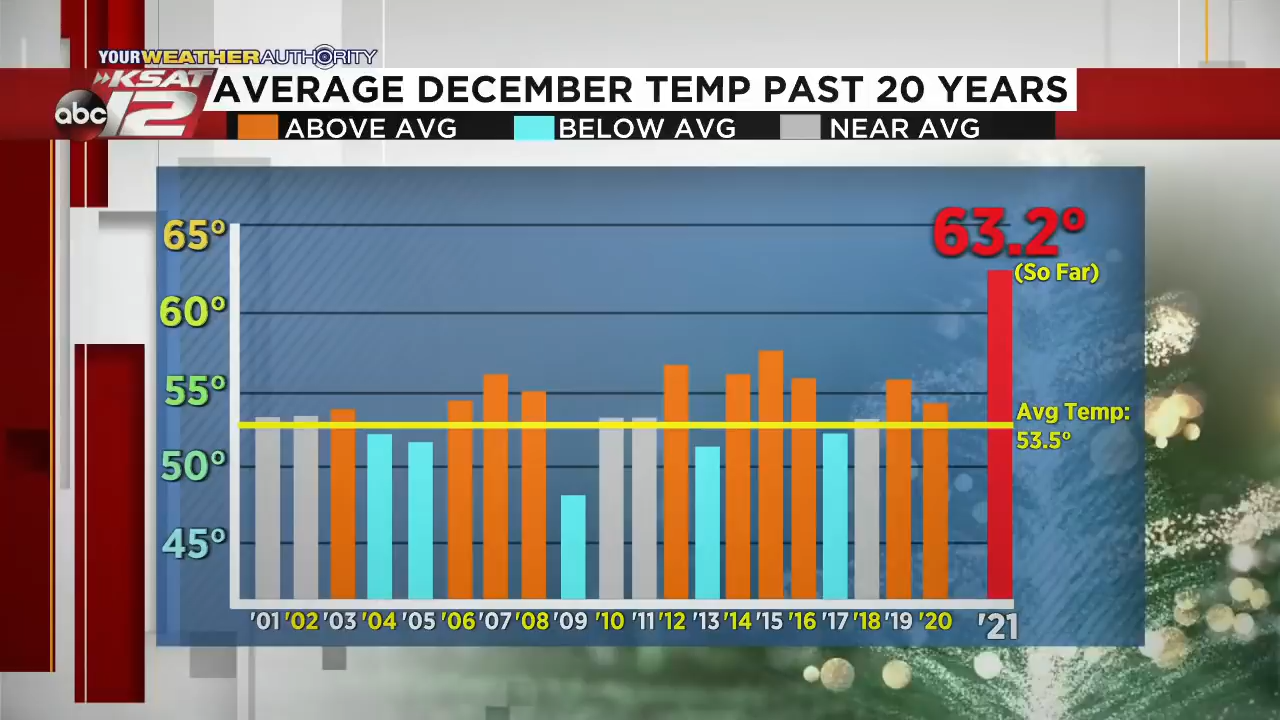 YOUR WEATHER AUTHORITY
KSAT
abc 12
AVERAGE DECEMBER TEMP PAST 20 YEARS
ABOVE AVG BELOW AVG NEAR AVG
65°
63.2°
(So Far)
60°
55°
Avg Temp:
53.5°
50°
45°
'01 '02 '03 '04 '05 '06 '07 '08 '09 '10 '11 '12 '13 '14 '15 '16 '17 '18 '19 '20 '21